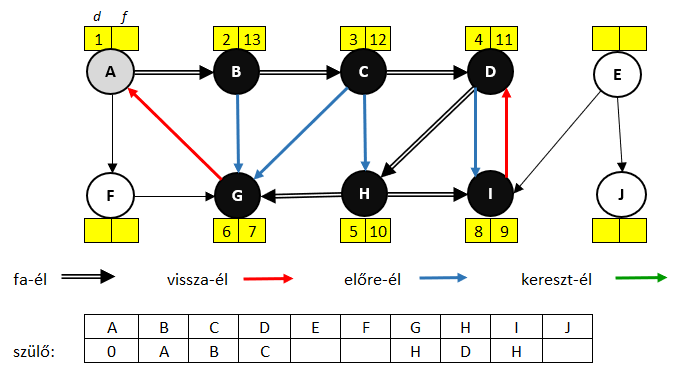 d f
1 2 13 3 12 4 11
A B C D E
F G H I J
6 7 5 10 8 9
fa-él vissza-él előre-él kereszt-él
A B C D E F G H I J
szülő: 0 A B C H D H